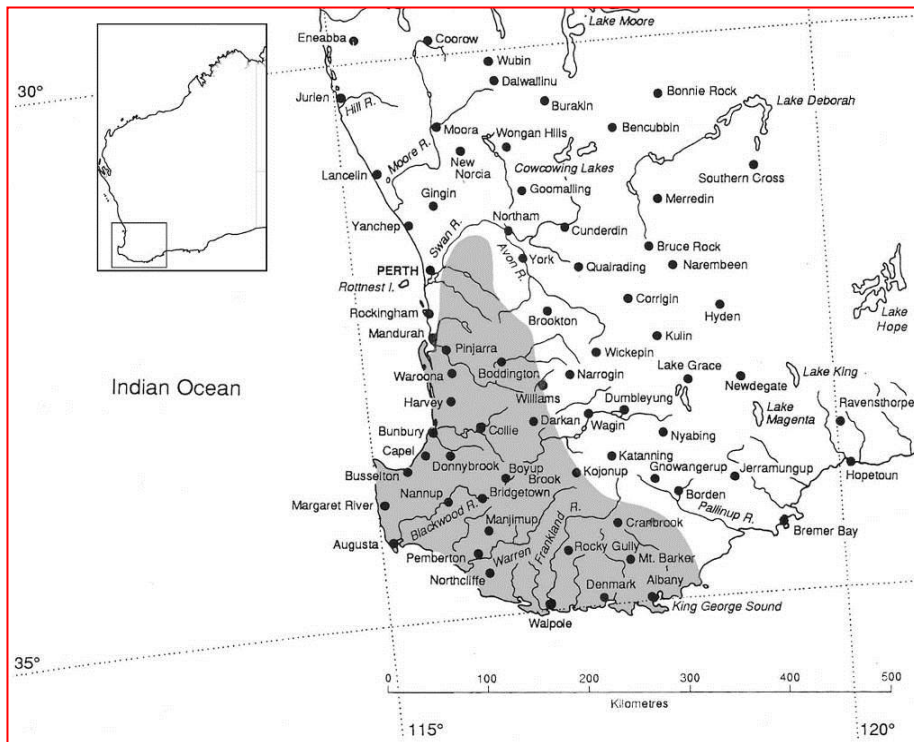 Lake Moore
Eneabba
Coorow
Wubin
Dalwallinu
30°
Jurien
Hill R.
Burakin
Bonnie Rock
Lake Deborah
Moora
Wongan Hills
Bencubbin
Moore R.
New
Norcia
Cowcowing Lakes
Southern Cross
Lancelin
Gingin
Goomalling
Merredin
Yanchep
Swan R.
Northam
Cunderdin
Bruce Rock
PERTH
Avon R.
York
Quairading
Narembeen
Rottnest I.
Corrigin
Hyden
Lake
Hope
Rockingham
Brookton
Mandurah
Kulin
Pinjarra
Wickepin
Indian Ocean
Waroona
Boddington
Narrogin
Lake Grace
Newdegate
Lake King
Harvey
Williams
Dumbleyung
Ravensthorpe
Bunbury
Collie
Darkan
Wagin
Nyabing
Lake
Magenta
Capel
Donnybrook
Katanning
Busselton
Boyup
Brook
Kojonup
Gnowangerup
Jerramungup
Hopetoun
Nannup
Bridgetown
Borden
Margaret River
Blackwood R.
Pallinup R.
Manjimup
Frankland R.
Cranbrook
Bremer Bay
Augusta
Pemberton
Warren
Rocky Gully
Mt. Barker
Northcliffe
Denmark
Albany
King George Sound
Walpole
35°
0 100 200 300 400 500
Kilometres
115°
120°